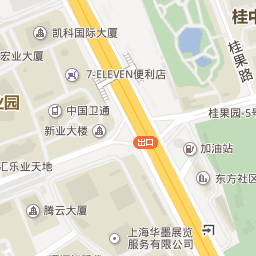 凯科国际大厦
桂中
宏业大厦
桂果路
7-ELEVEN便利店
业园
中国卫通
桂果园-5号
新业大楼
出口
加油站
汇乐业天地
东方社区
腾云大厦
上海华墨展览
服务有限公司